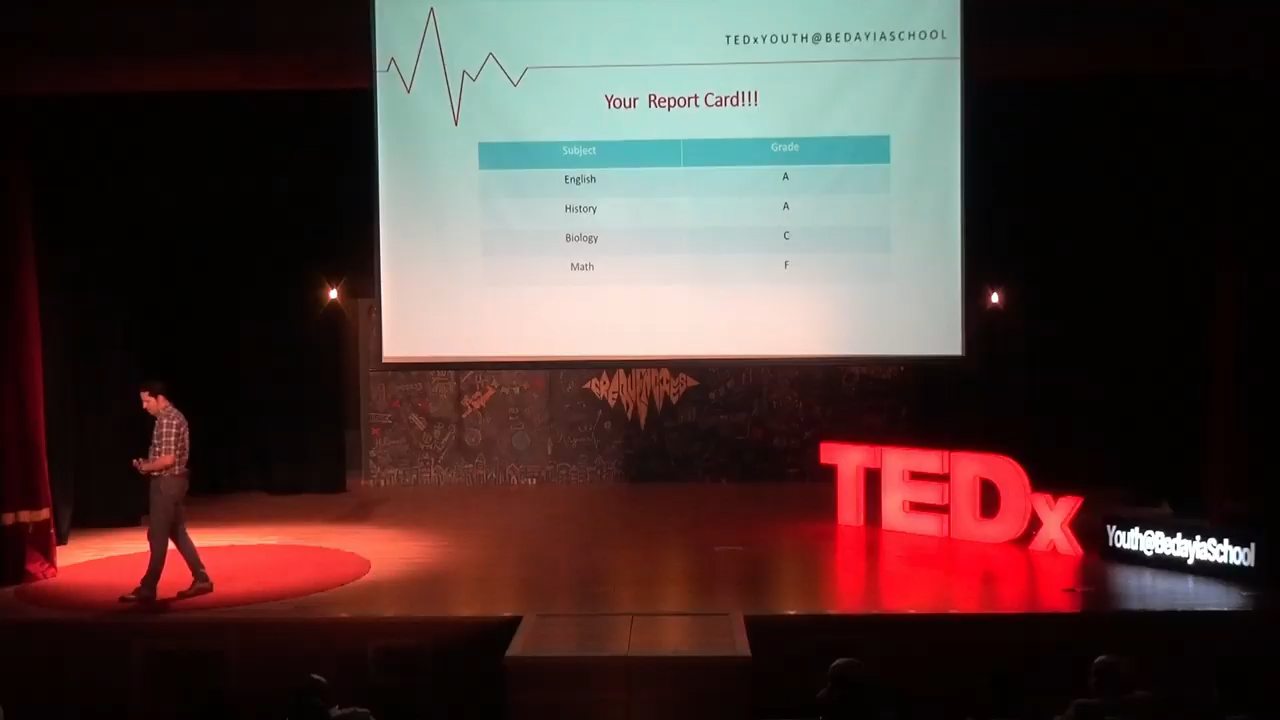 TEDxYOUTH@BEDAYIASCHOOL
Your Report Card!!!
Subject Grade
English A
History A
Biology C
Math F
TEDx
Youth@BedayiaSchool